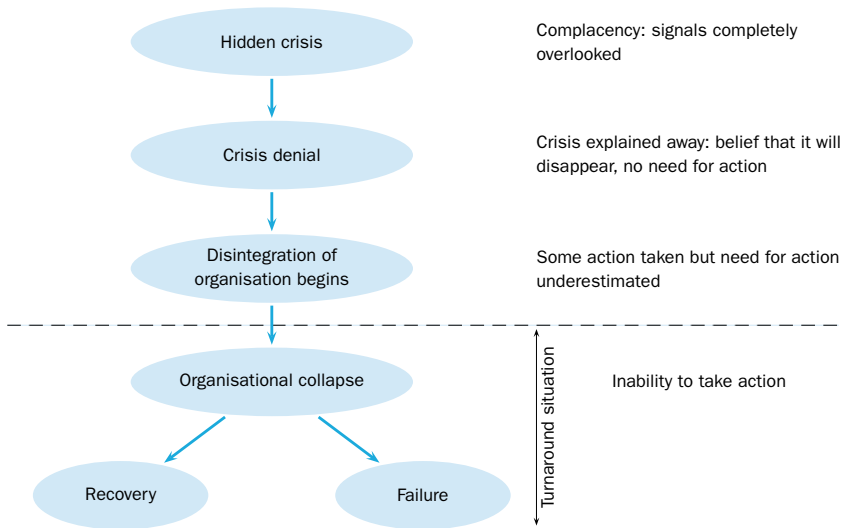 Hidden crisis
Complacency: signals completely
overlooked
Crisis denial
Crisis explained away: belief that it will
disappear, no need for action
Disintegration of
organisation begins
Some action taken but need for action
underestimated
Organisational collapse
Turnaround situation
Inability to take action
Recovery
Failure